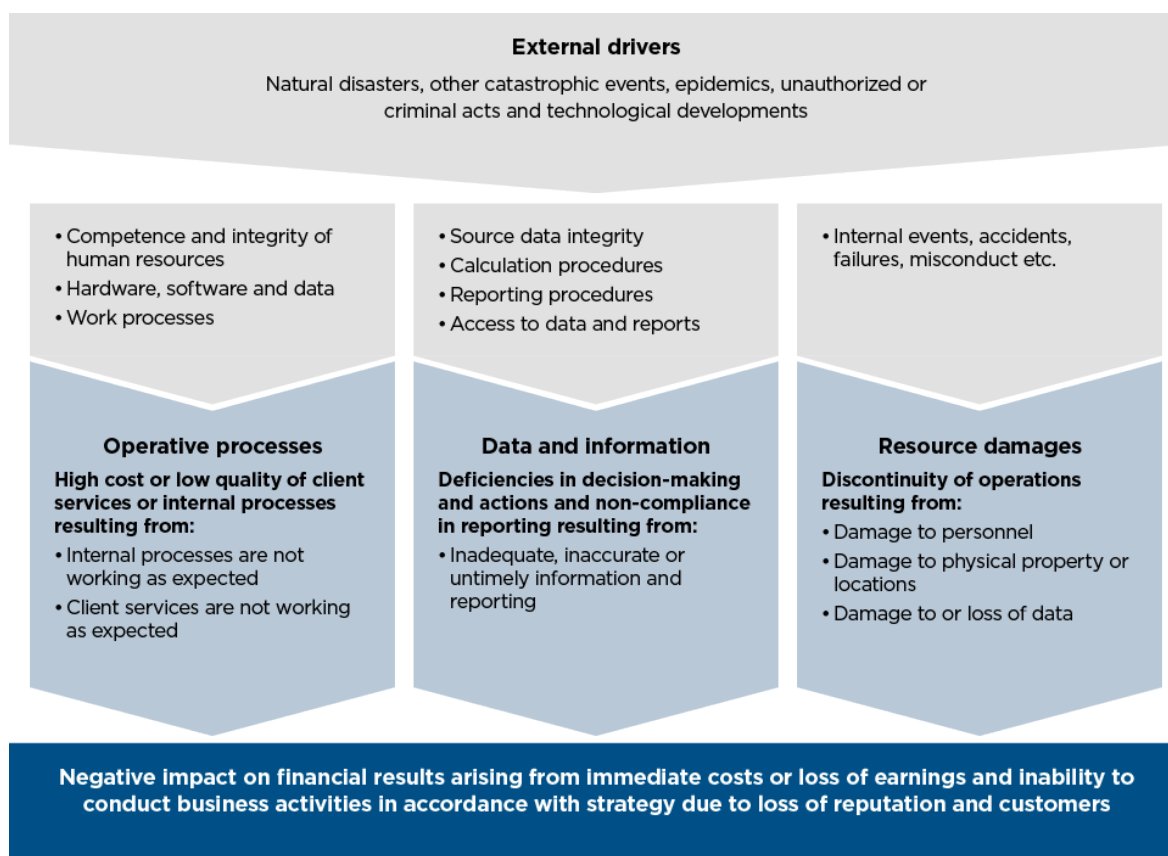 External drivers
Natural disasters, other catastrophic events, epidemics, unauthorized or
criminal acts and technological developments
• Competence and integrity of
human resources
• Hardware, software and data
• Work processes
• Source data integrity
• Calculation procedures
• Reporting procedures
• Access to data and reports
• Internal events, accidents,
failures, misconduct etc.
Operative processes
High cost or low quality of client
services or internal processes
resulting from:
• Internal processes are not
working as expected
• Client services are not working
as expected
Data and information
Deficiencies in decision-making
and actions and non-compliance
in reporting resulting from:
• Inadequate, inaccurate or
untimely information and
reporting
Resource damages
Discontinuity of operations
resulting from:
• Damage to personnel
• Damage to physical property or
locations
• Damage to or loss of data
Negative impact on financial results arising from immediate costs or loss of earnings and inability to
conduct business activities in accordance with strategy due to loss of reputation and customers